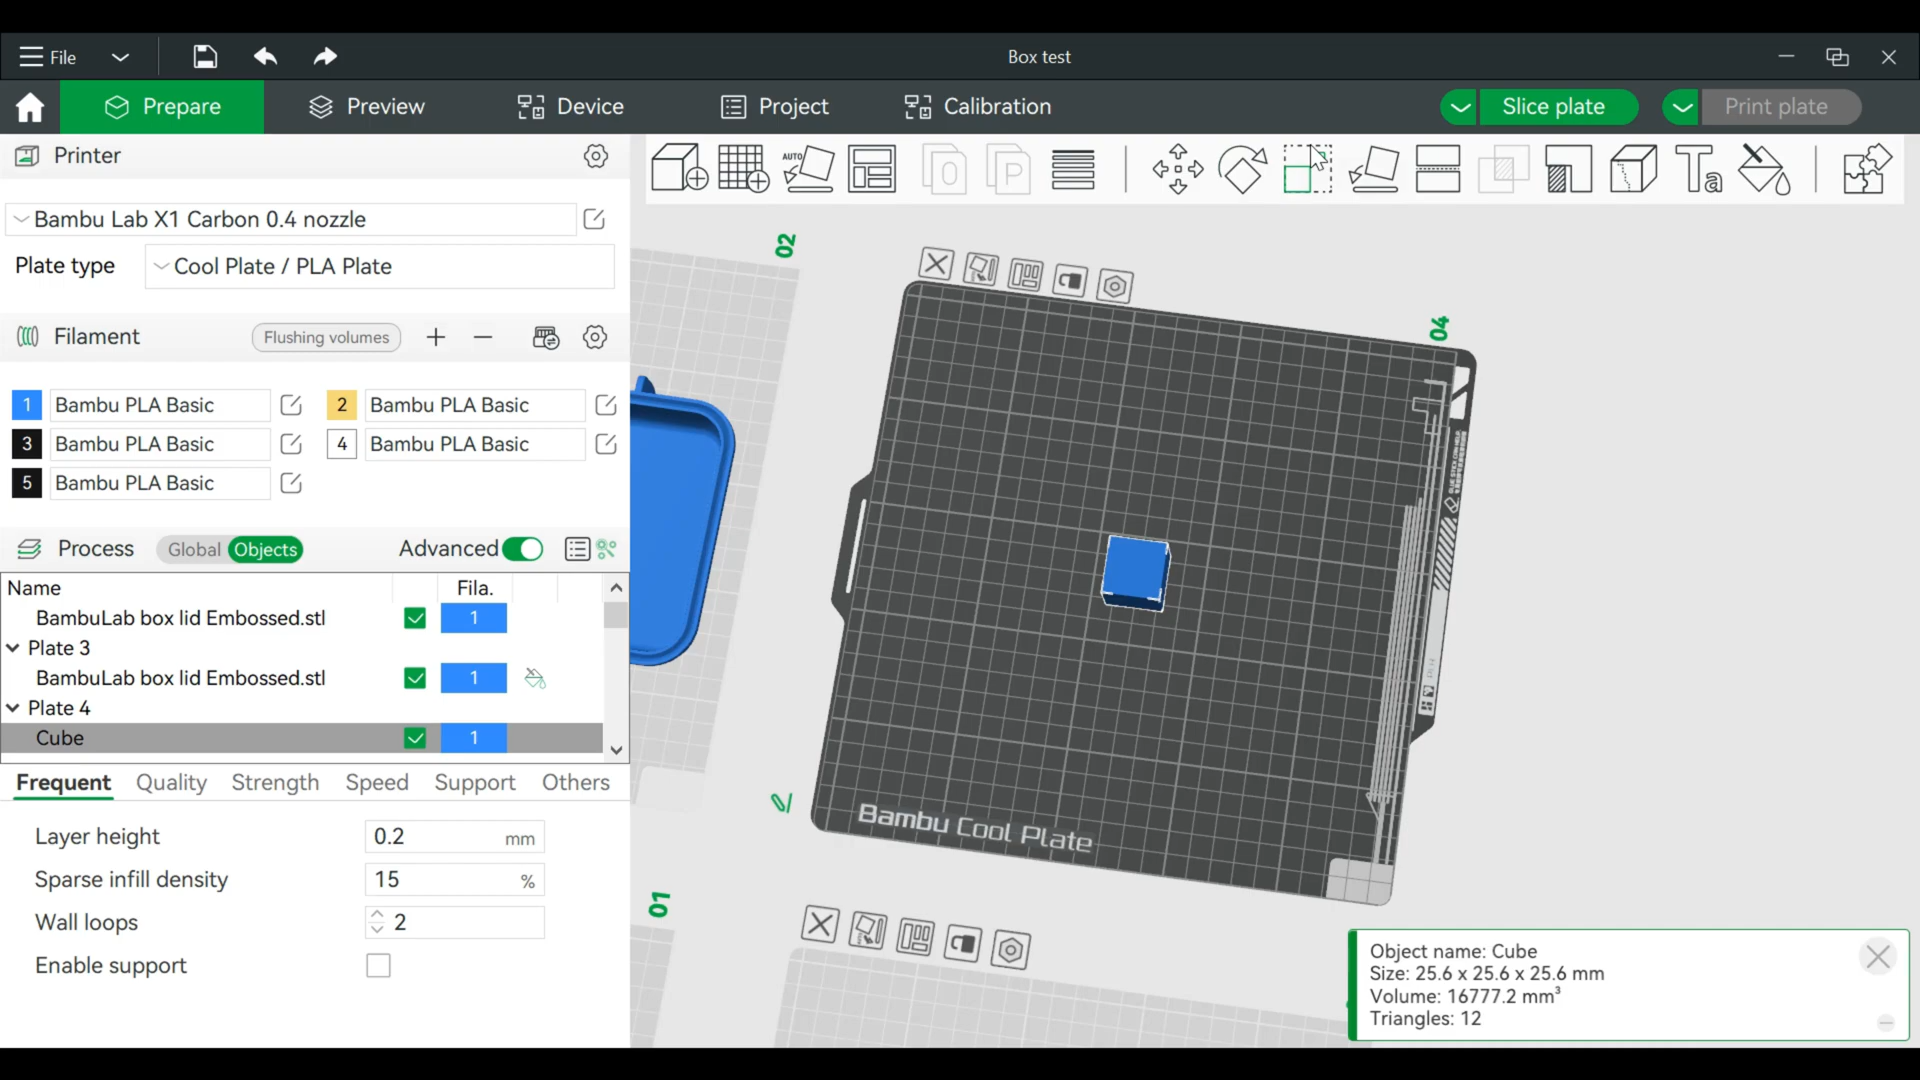 File
Box test
Prepare
Preview
Device
Project
Calibration
Slice plate
Print plate
Printer
Bambu Lab X1 Carbon 0.4 nozzle
Plate type
Cool Plate / PLA Plate
Filament
Flushing volumes
1 Bambu PLA Basic
2 Bambu PLA Basic
3 Bambu PLA Basic
4 Bambu PLA Basic
5 Bambu PLA Basic
Process
Global
Objects
Advanced
Name
Fila.
BambuLab box lid Embossed.stl
1
Plate 3
BambuLab box lid Embossed.stl
1
Plate 4
Cube
1
Frequent
Quality
Strength
Speed
Support
Others
Layer height
0.2 mm
Sparse infill density
15 %
Wall loops
2
Enable support
AUTO
O
P
Ta
02
04
Bambu Cool Plate
01
Object name: Cube
Size: 25.6 x 25.6 x 25.6 mm
Volume: 16777.2 mm³
Triangles: 12